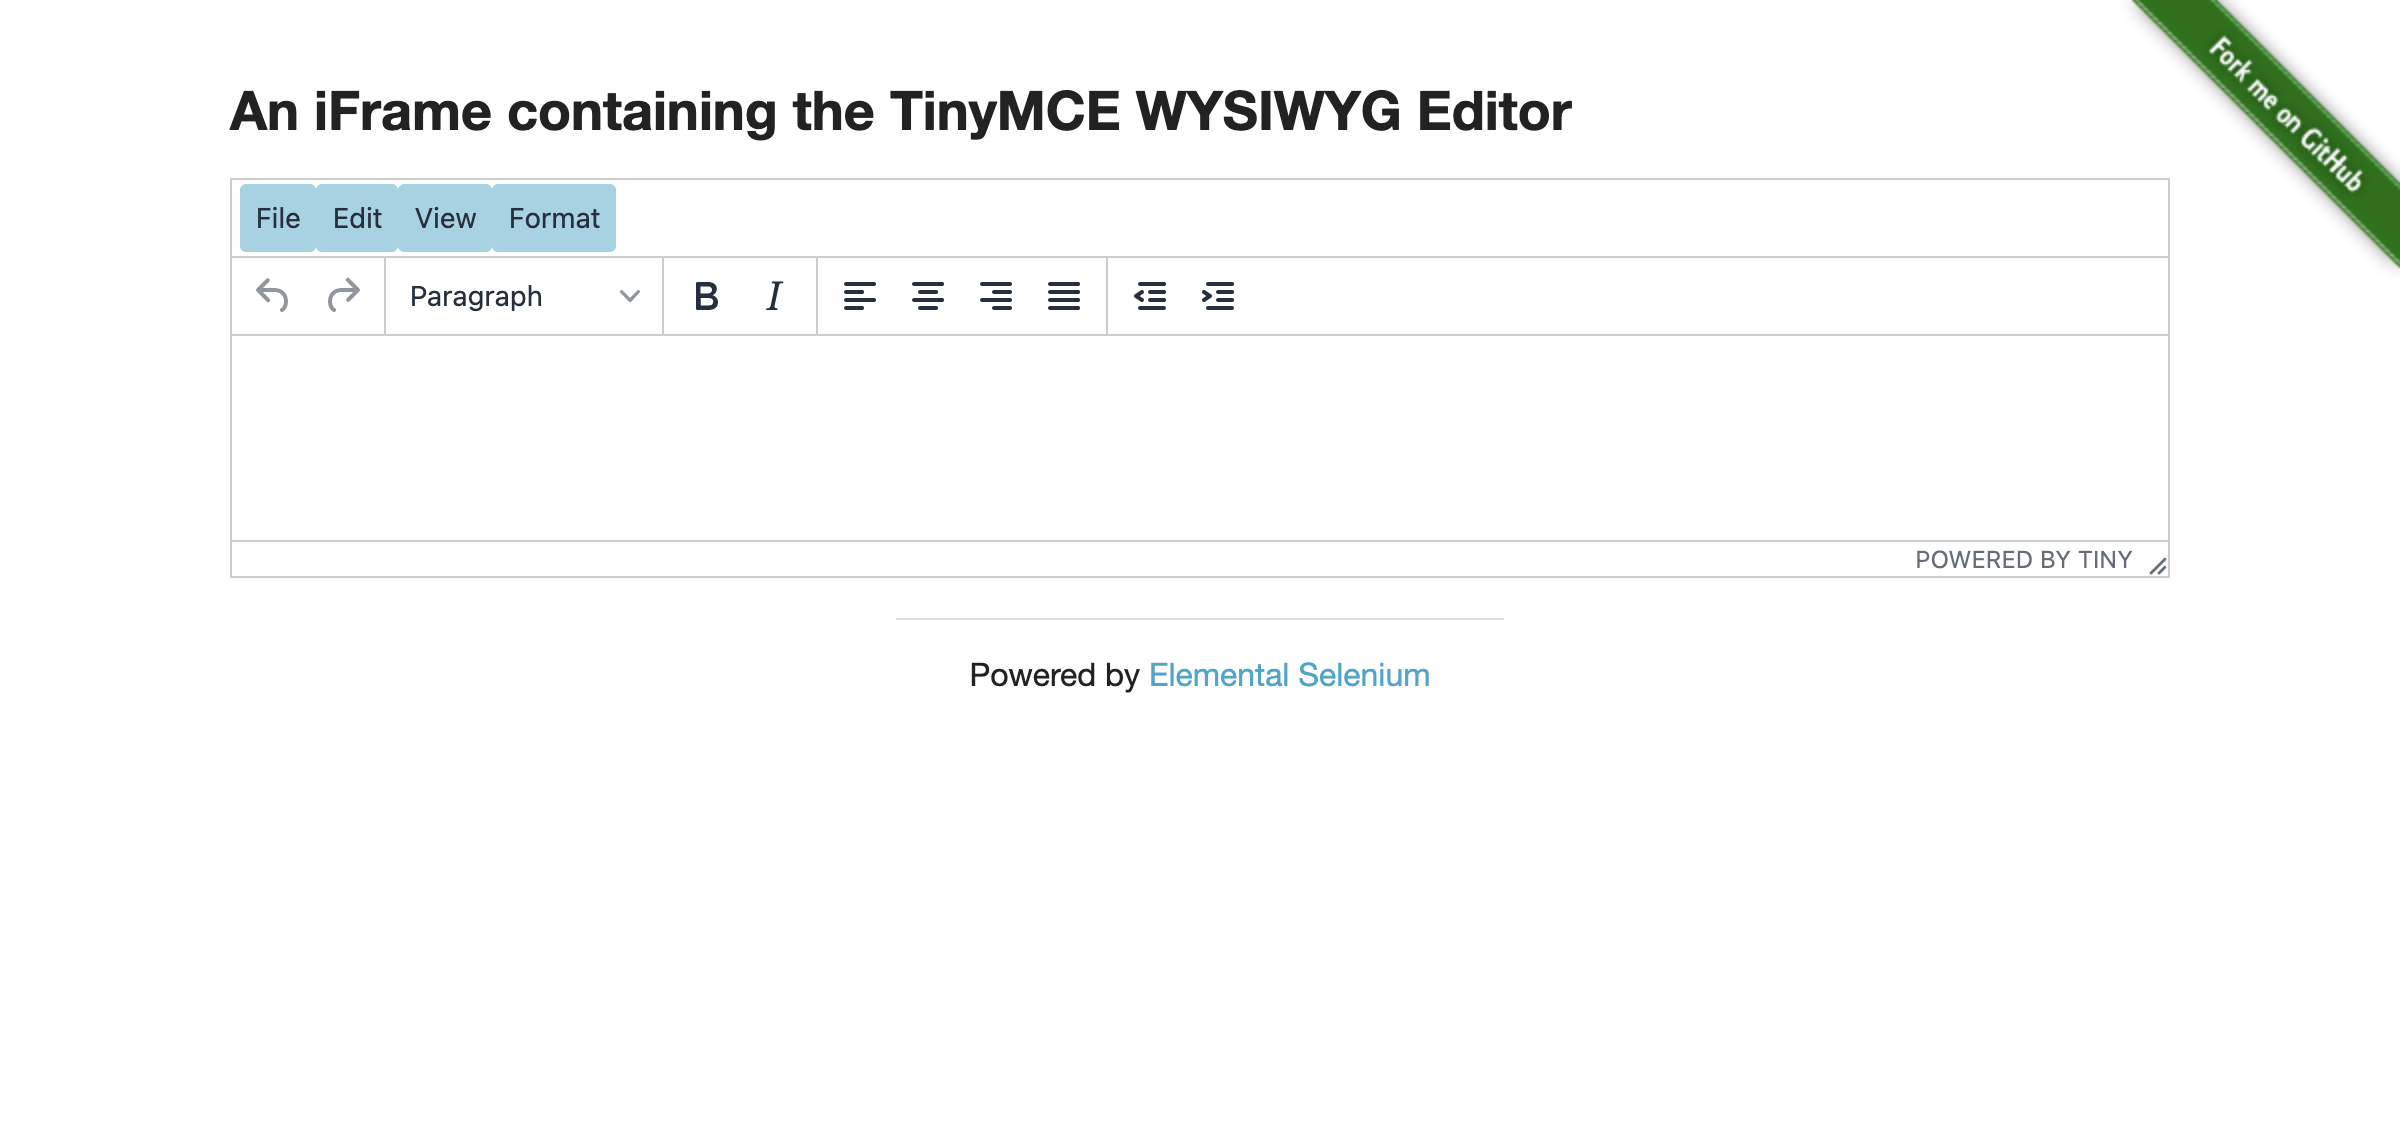 Fork me on GitHub
An iFrame containing the TinyMCE WYSIWYG Editor
File Edit View Format
Paragraph B I
POWERED BY TINY
Powered by Elemental Selenium